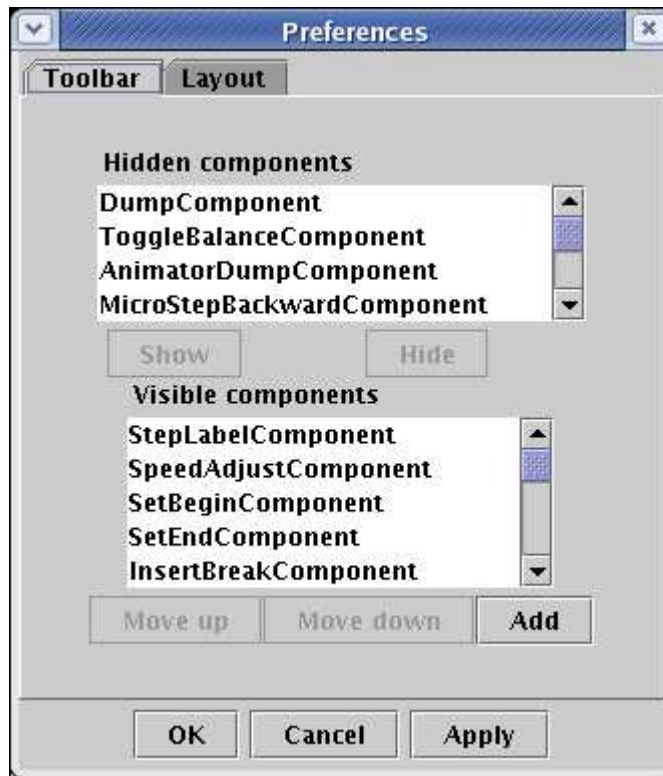 Preferences
Toolbar Layout
Hidden components
DumpComponent
ToggleBalanceComponent
AnimatorDumpComponent
MicroStepBackwardComponent
Show Hide
Visible components
StepLabelComponent
SpeedAdjustComponent
SetBeginComponent
SetEndComponent
InsertBreakComponent
Move up Move down Add
OK Cancel Apply